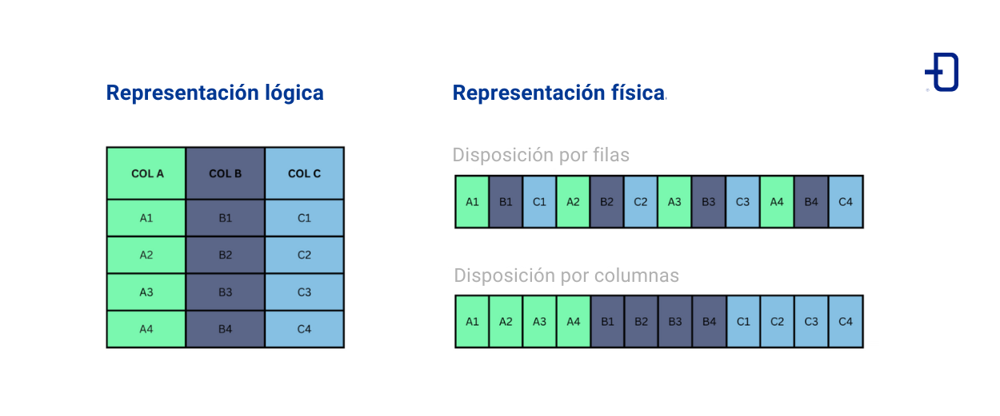 Representación lógica
COL A COL B COL C
A1 B1 C1
A2 B2 C2
A3 B3 C3
A4 B4 C4
Representación física.
Disposición por filas
A1 B1 C1 A2 B2 C2 A3 B3 C3 A4 B4 C4
Disposición por columnas
A1 A2 A3 A4 B1 B2 B3 B4 C1 C2 C3 C4